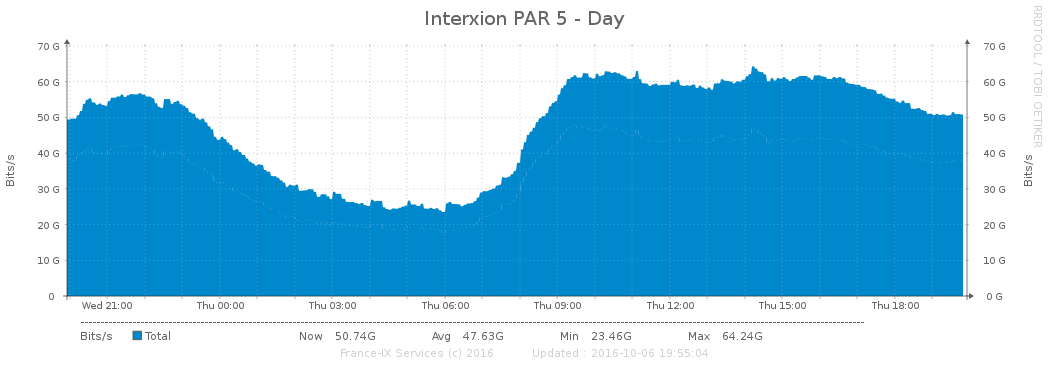 Interxion PAR 5 - Day
RRDTOOL / TOBI OETIKER
70 G 70 G
60 G 60 G
50 G 50 G
40 G 40 G
30 G 30 G
20 G 20 G
10 G 10 G
0 0 G
Bits/s
Bits/s
Wed 21:00 Thu 00:00 Thu 03:00 Thu 06:00 Thu 09:00 Thu 12:00 Thu 15:00 Thu 18:00
Bits/s Total Now 50.74G Avg 47.63G Min 23.46G Max 64.24G
France-IX Services (c) 2016 Updated : 2016-10-06 19:55:04